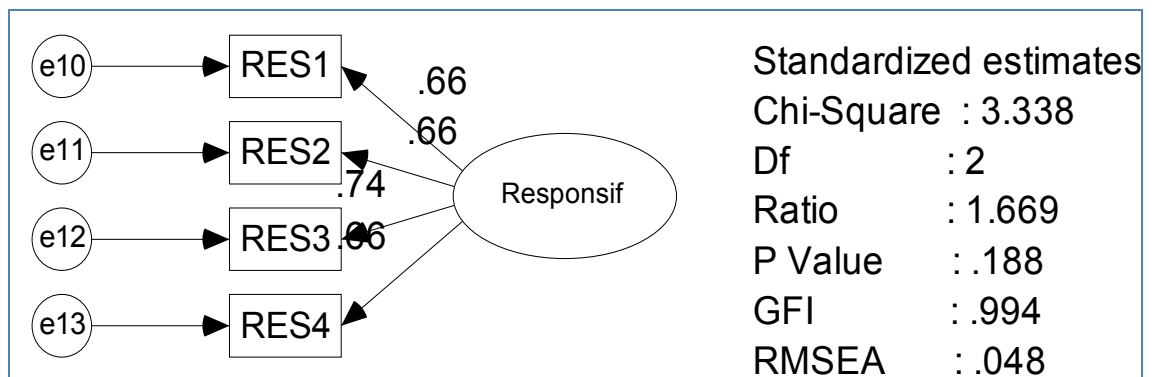 e10
RES1
.66
e11
RES2
.66
.74
e12
RES3
.66
e13
RES4
Responsif
Standardized estimates
Chi-Square : 3.338
Df : 2
Ratio : 1.669
P Value : .188
GFI : .994
RMSEA : .048